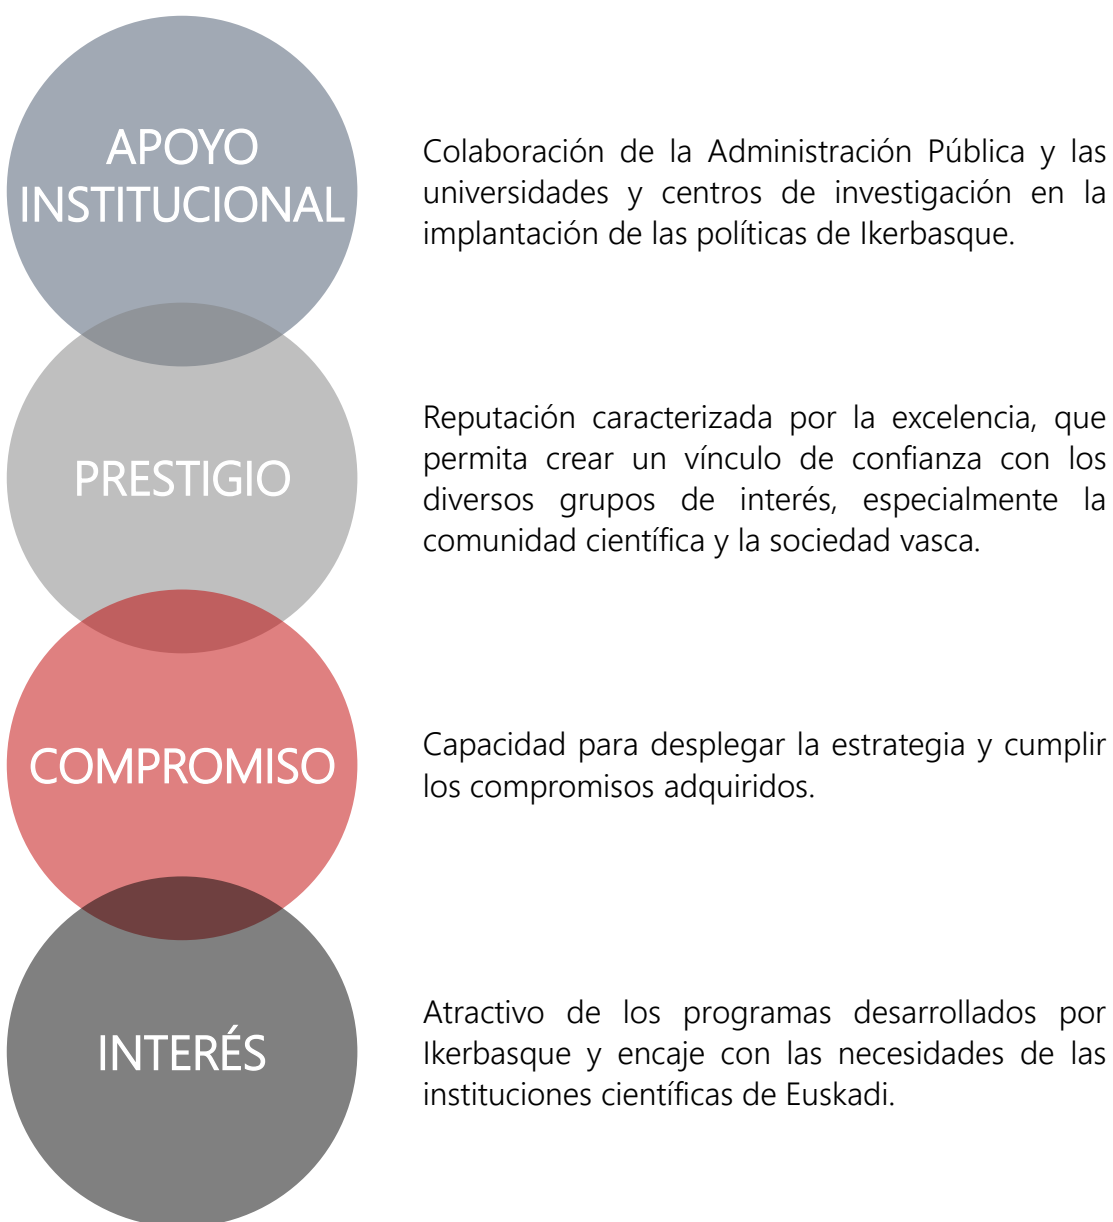 APOYO
INSTITUCIONAL
Colaboración de la Administración Pública y las
universidades y centros de investigación en la
implantación de las políticas de Ikerbasque.
PRESTIGIO
Reputación caracterizada por la excelencia, que
permita crear un vínculo de confianza con los
diversos grupos de interés, especialmente la
comunidad científica y la sociedad vasca.
COMPROMISO
Capacidad para desplegar la estrategia y cumplir
los compromisos adquiridos.
INTERÉS
Atractivo de los programas desarrollados por
Ikerbasque y encaje con las necesidades de las
instituciones científicas de Euskadi.